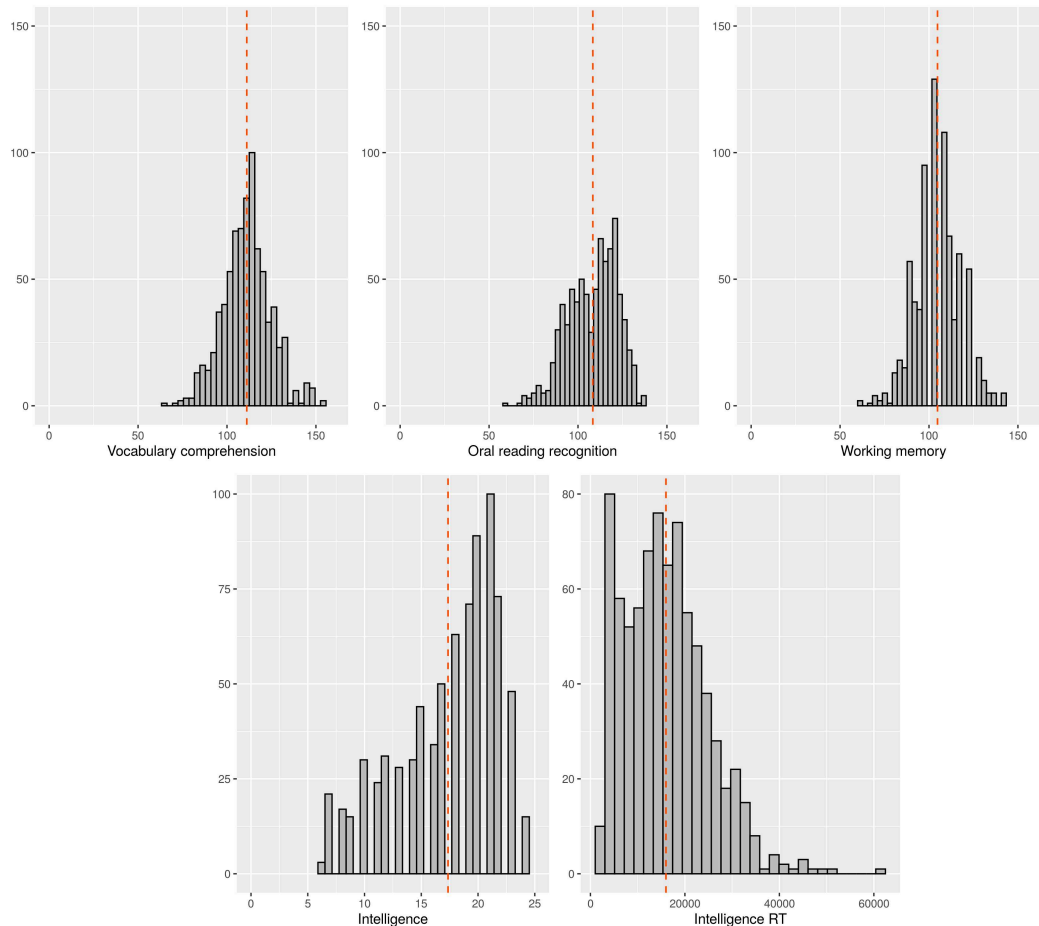 150
100
50
0
0 50 100 150
Vocabulary comprehension
150
100
50
0
0 50 100 150
Oral reading recognition
150
100
50
0
0 50 100 150
Working memory
100
75
50
25
0
0 5 10 15 20 25
Intelligence
80
60
40
20
0
0 20000 40000 60000
Intelligence RT